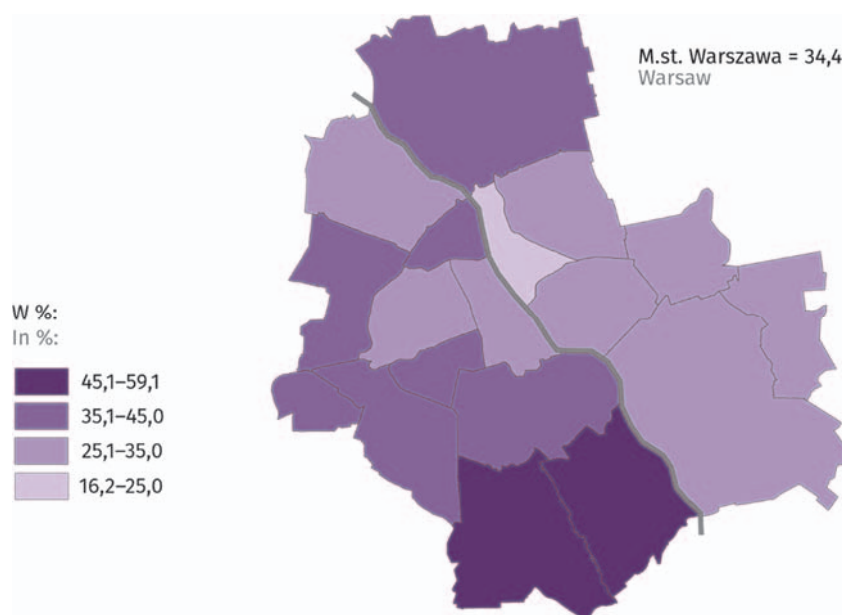 M.st. Warszawa = 34,4
Warsaw
W %:
In %:
45,1–59,1
35,1–45,0
25,1–35,0
16,2–25,0